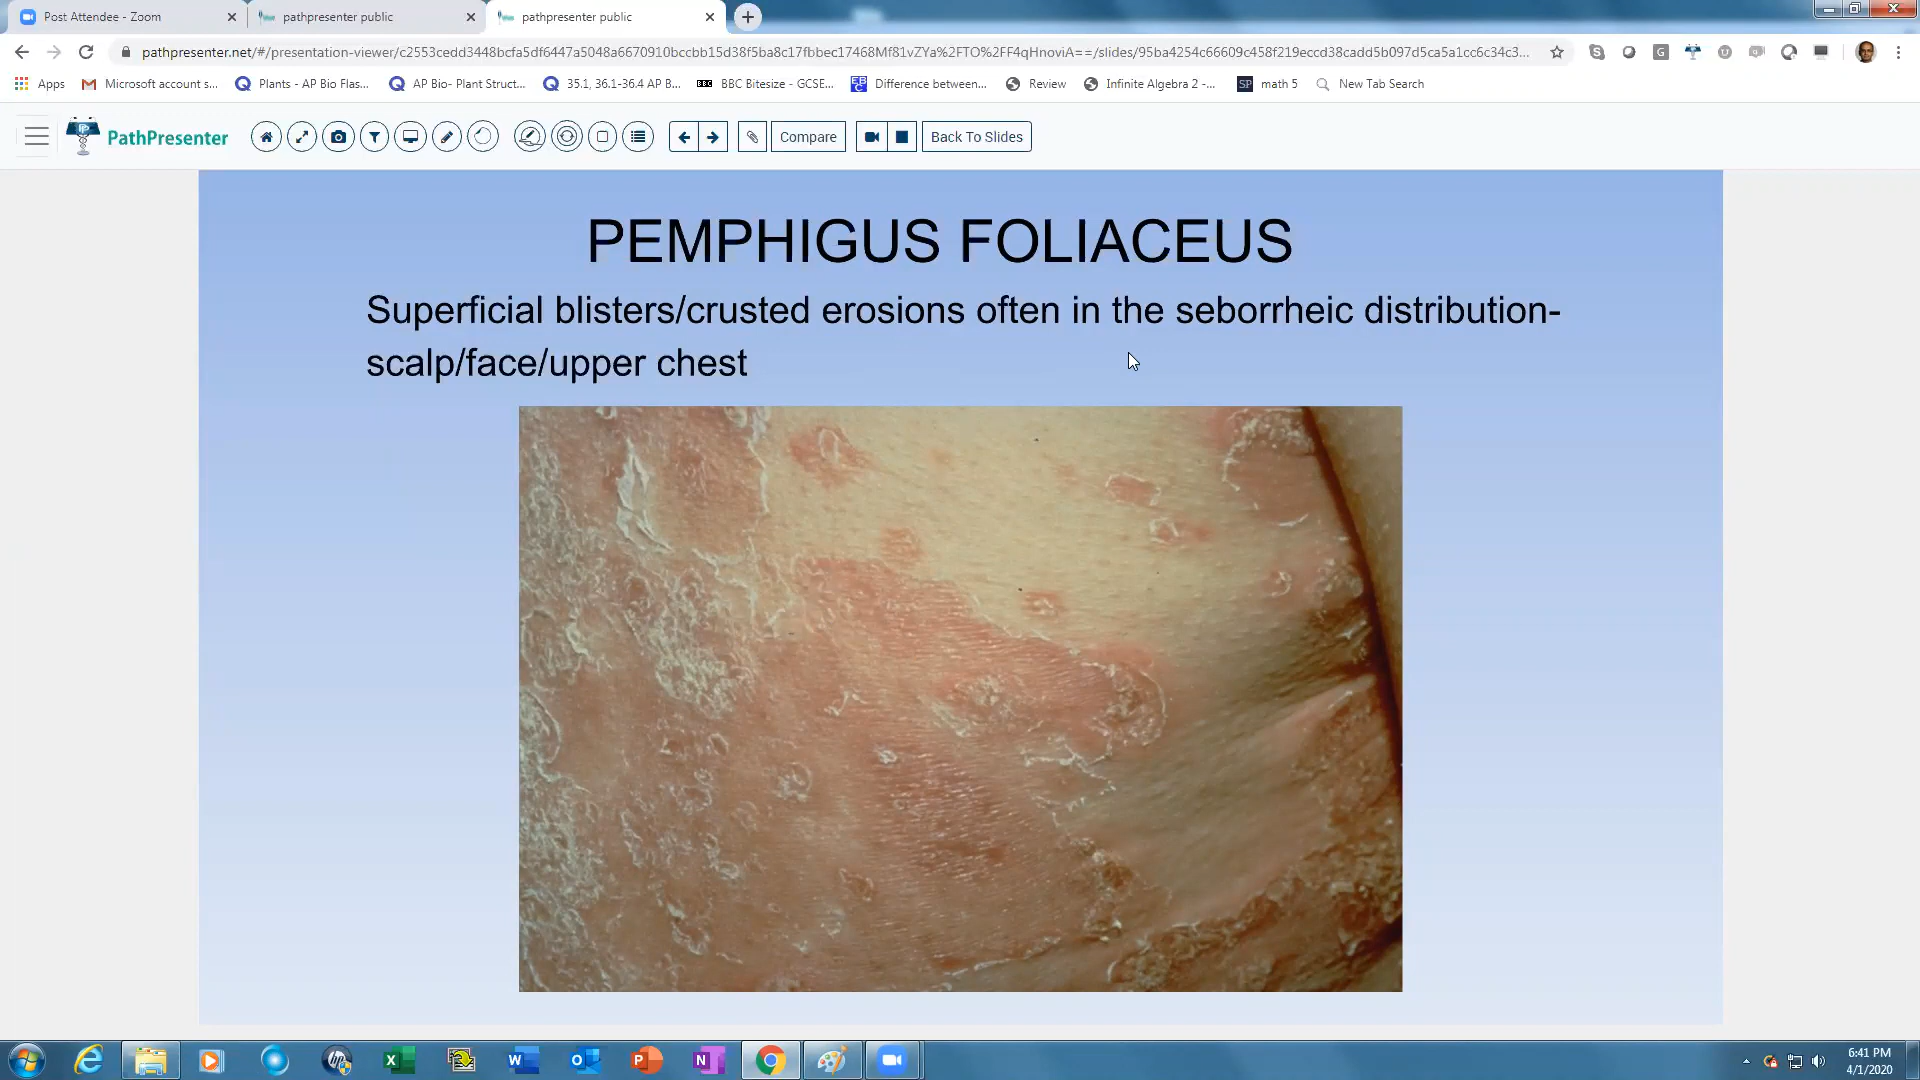 Post Attendee - Zoom
pathpresenter public
pathpresenter public
pathpresenter.net/#/presentation-viewer/c2553cedd3448bcfa5df6447a5048a6670910bccbb15d38f5ba8c17fbbec17468Mf81vZYa%2FTO%2FF4qHnoviA==/slides/95ba4254c66609c458f219eccd38cadd5b097d5ca5a1cc6c34c3...
Apps
Microsoft account s...
Plants - AP Bio Flas...
AP Bio- Plant Struct...
35.1, 36.1-36.4 AP B...
BBC Bitesize - GCSE...
Difference between...
Review
Infinite Algebra 2 -...
math 5
New Tab Search
PathPresenter
Compare
Back To Slides
PEMPHIGUS FOLIACEUS
Superficial blisters/crusted erosions often in the seborrheic distribution-
scalp/face/upper chest
6:41 PM
4/1/2020